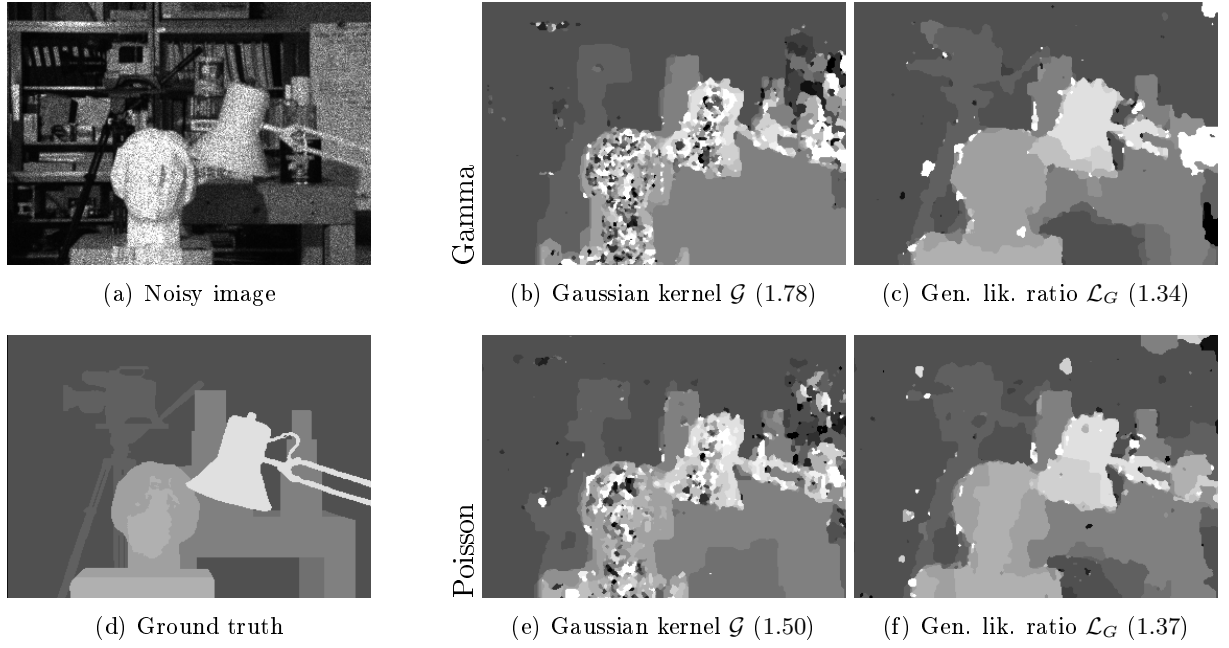 Gamma
(a) Noisy image
(b) Gaussian kernel 𝒢 (1.78)
(c) Gen. lik. ratio ℒ_G (1.34)
Poisson
(d) Ground truth
(e) Gaussian kernel 𝒢 (1.50)
(f) Gen. lik. ratio ℒ_G (1.37)